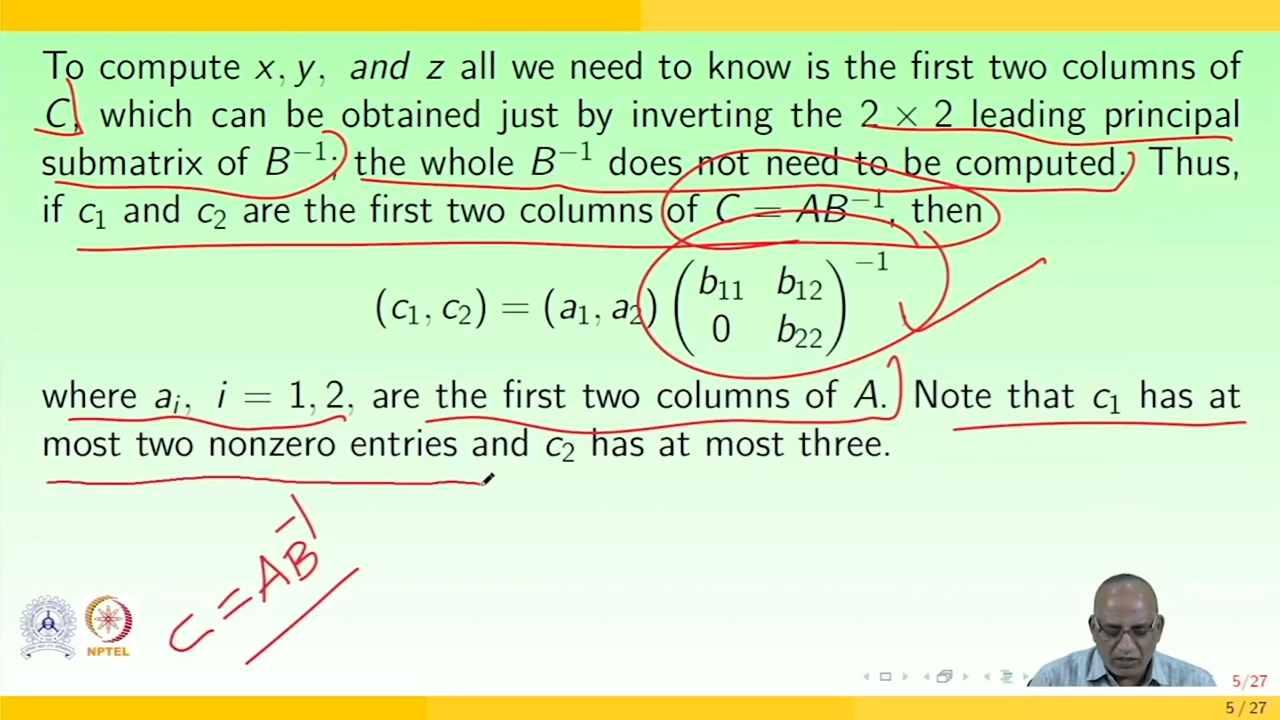 To compute x, y, and z all we need to know is the first two columns of
C, which can be obtained just by inverting the 2 × 2 leading principal
submatrix of B⁻¹; the whole B⁻¹ does not need to be computed. Thus,
if c₁ and c₂ are the first two columns of C = AB⁻¹, then
(c₁, c₂) = (a₁, a₂) ( b₁₁ b₁₂
0 b₂₂ )⁻¹ ,
where aᵢ, i = 1, 2, are the first two columns of A. Note that c₁ has at
most two nonzero entries and c₂ has at most three.
C = AB⁻¹
NPTEL
5/27
5 / 27